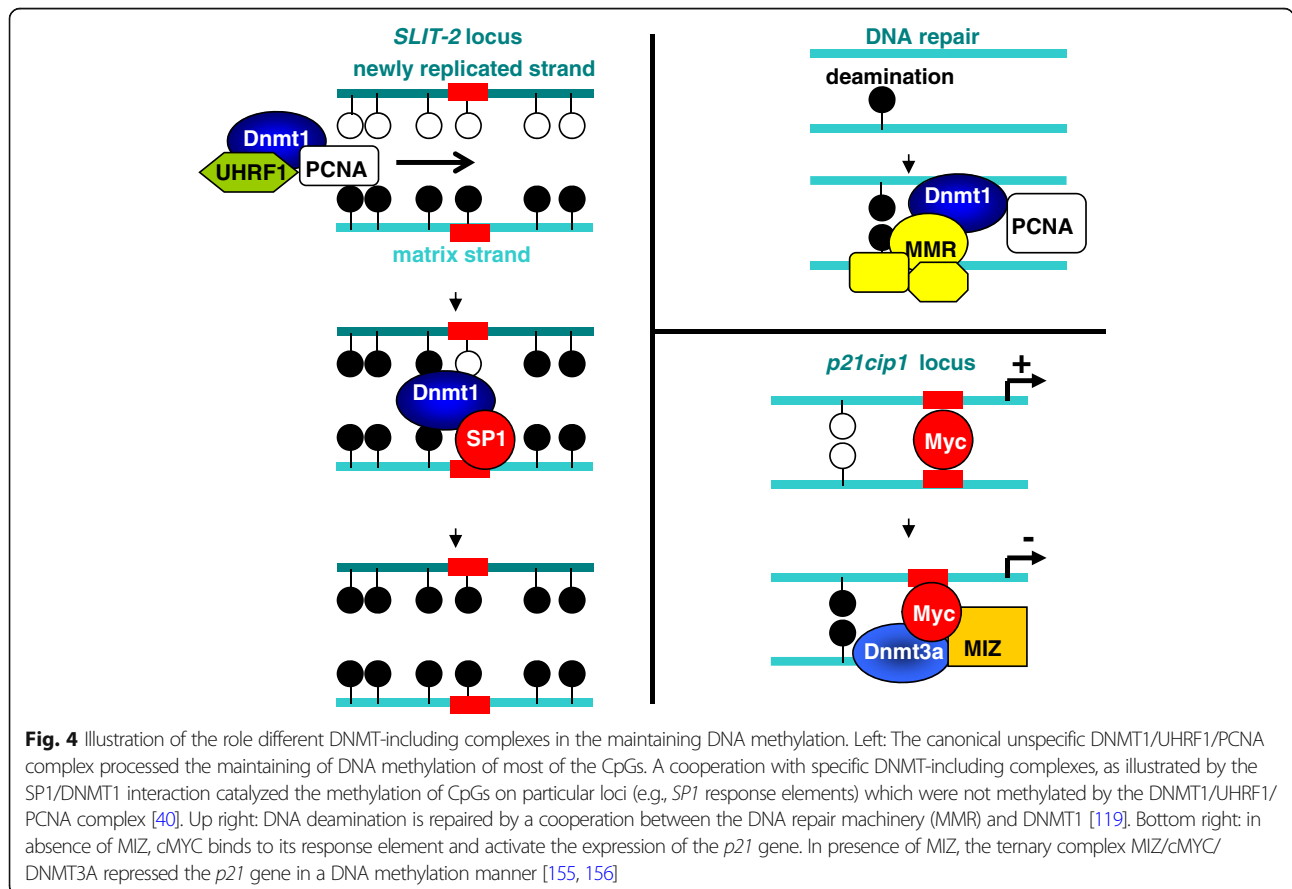 SLIT-2 locus
newly replicated strand
Dnmt1
UHRF1
PCNA
matrix strand
Dnmt1
SP1
DNA repair
deamination
Dnmt1
PCNA
MMR
p21cip1 locus
+
Myc
-
Myc
Dnmt3a
MIZ
Fig. 4 Illustration of the role different DNMT-including complexes in the maintaining DNA methylation. Left: The canonical unspecific DNMT1/UHRF1/PCNA
complex processed the maintaining of DNA methylation of most of the CpGs. A cooperation with specific DNMT-including complexes, as illustrated by the
SP1/DNMT1 interaction catalyzed the methylation of CpGs on particular loci (e.g., SP1 response elements) which were not methylated by the DNMT1/UHRF1/
PCNA complex [40]. Up right: DNA deamination is repaired by a cooperation between the DNA repair machinery (MMR) and DNMT1 [119]. Bottom right: in
absence of MIZ, cMYC binds to its response element and activate the expression of the p21 gene. In presence of MIZ, the ternary complex MIZ/cMYC/
DNMT3A repressed the p21 gene in a DNA methylation manner [155, 156]